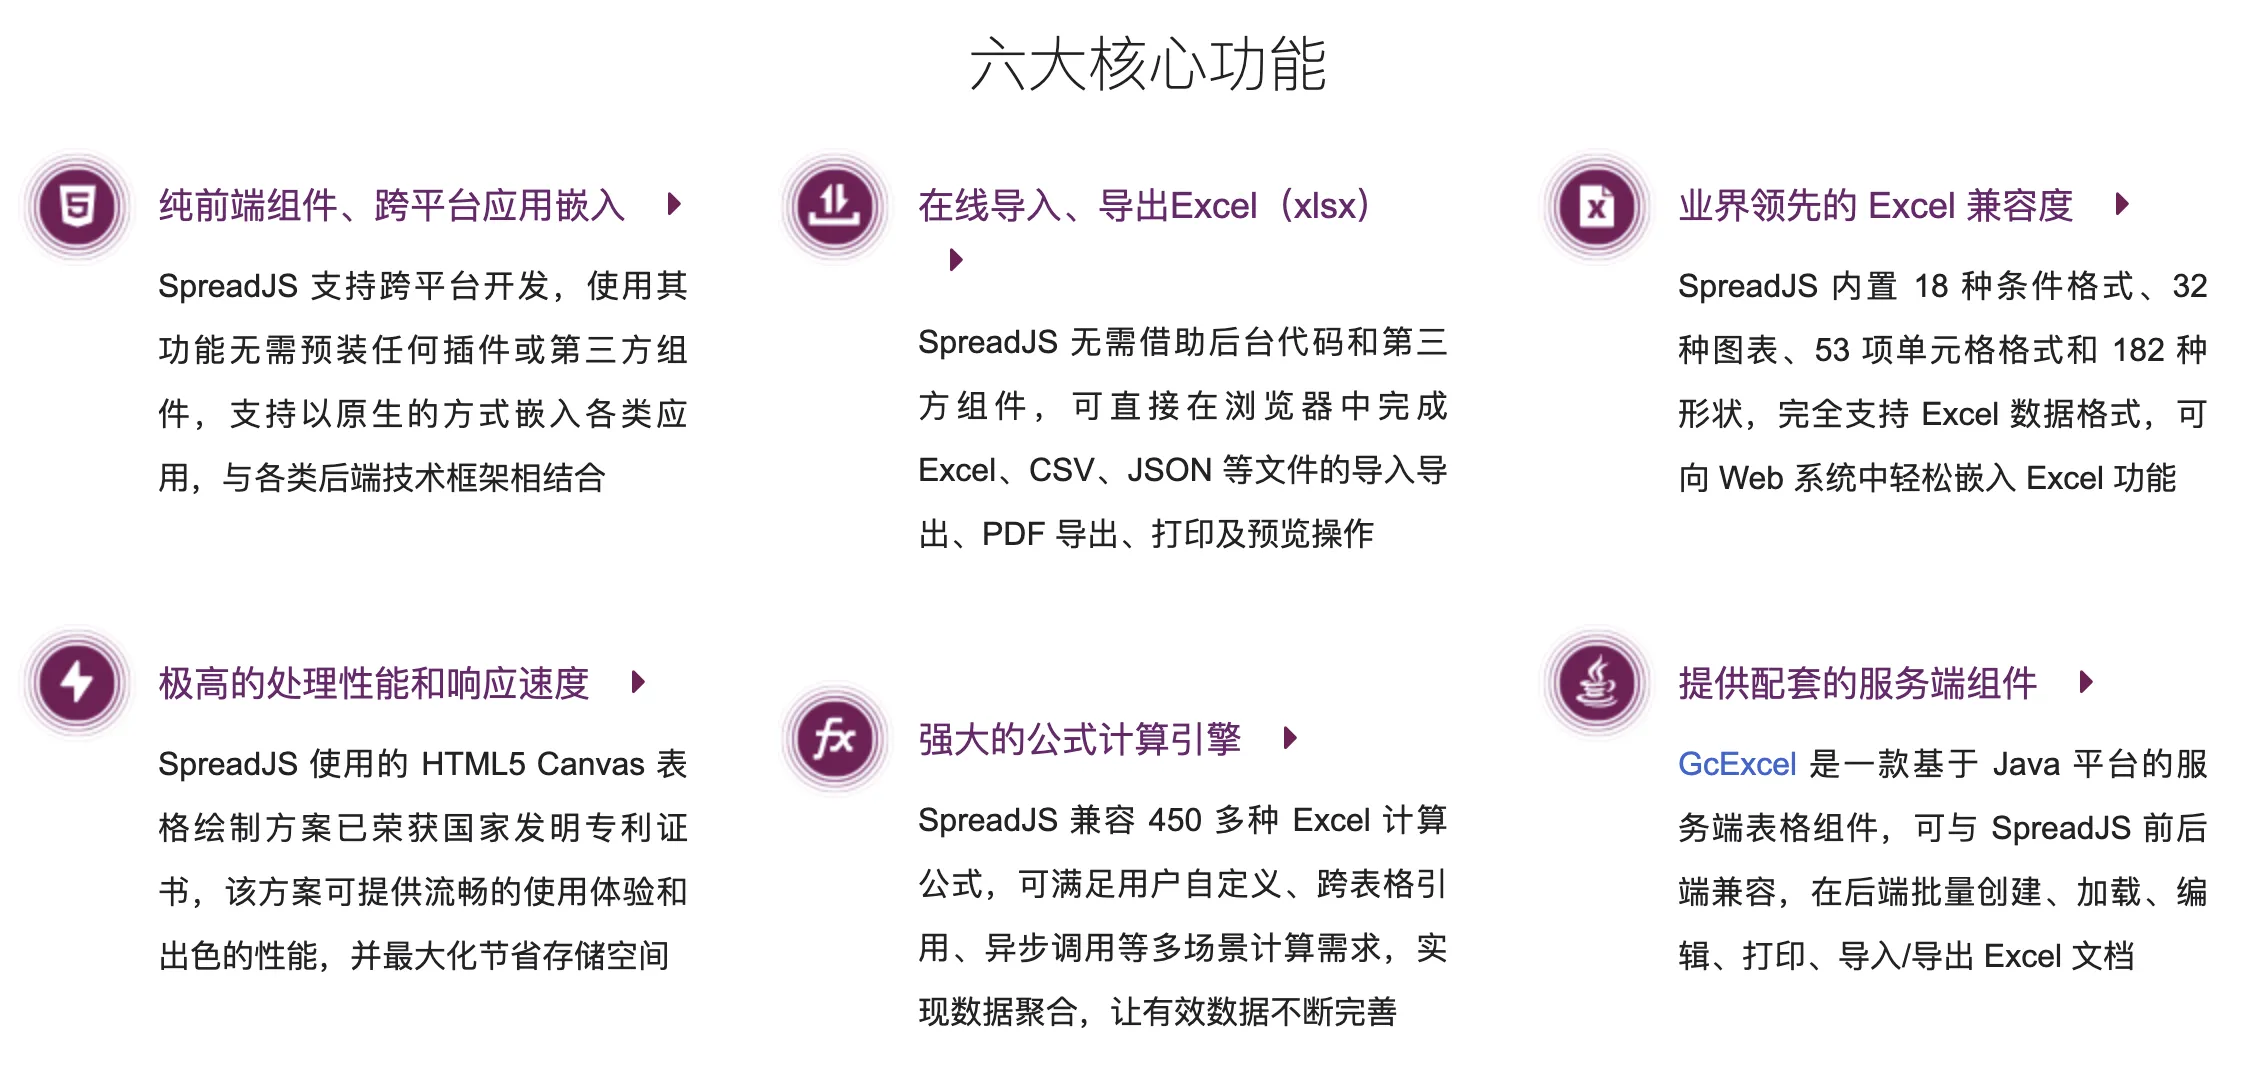 六大核心功能
纯前端组件、跨平台应用嵌入
SpreadJS 支持跨平台开发，使用其
功能无需预装任何插件或第三方组
件，支持以原生的方式嵌入各类应
用，与各类后端技术框架相结合
在线导入、导出Excel（xlsx）
SpreadJS 无需借助后台代码和第三
方组件，可直接在浏览器中完成
Excel、CSV、JSON 等文件的导入导
出、PDF 导出、打印及预览操作
业界领先的 Excel 兼容度
SpreadJS 内置 18 种条件格式、32
种图表、53 项单元格格式和 182 种
形状，完全支持 Excel 数据格式，可
向 Web 系统中轻松嵌入 Excel 功能
极高的处理性能和响应速度
SpreadJS 使用的 HTML5 Canvas 表
格绘制方案已荣获国家发明专利证
书，该方案可提供流畅的使用体验和
出色的性能，并最大化节省存储空间
fx
强大的公式计算引擎
SpreadJS 兼容 450 多种 Excel 计算
公式，可满足用户自定义、跨表格引
用、异步调用等多场景计算需求，实
现数据聚合，让有效数据不断完善
提供配套的服务端组件
GcExcel 是一款基于 Java 平台的服
务端表格组件，可与 SpreadJS 前后
端兼容，在后端批量创建、加载、编
辑、打印、导入/导出 Excel 文档